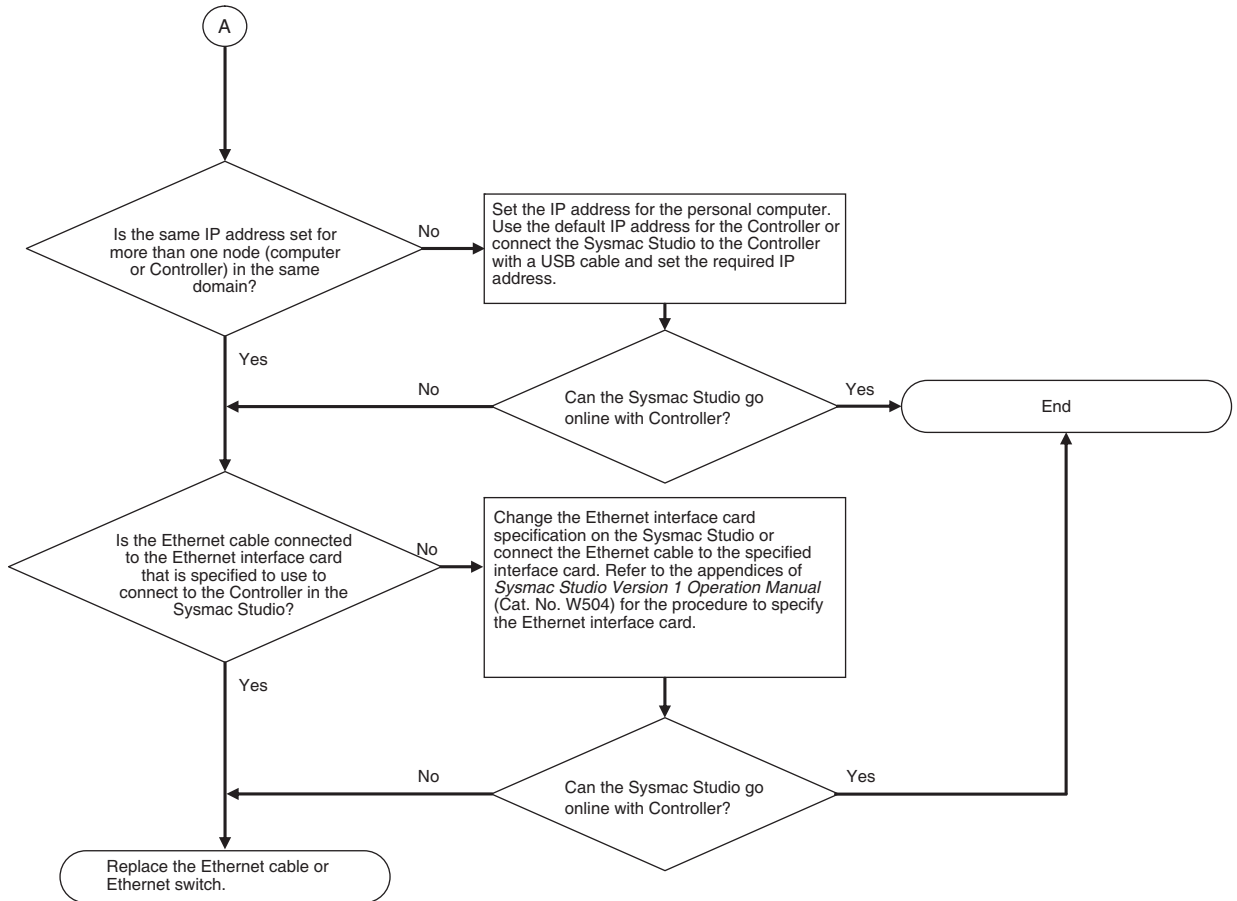 A
Is the same IP address set for
more than one node (computer
or Controller) in the same
domain?
No
Set the IP address for the personal computer.
Use the default IP address for the Controller or
connect the Sysmac Studio to the Controller
with a USB cable and set the required IP
address.
Yes
No
Can the Sysmac Studio go
online with Controller?
Yes
End
Is the Ethernet cable connected
to the Ethernet interface card
that is specified to use to
connect to the Controller in the
Sysmac Studio?
No
Change the Ethernet interface card
specification on the Sysmac Studio or
connect the Ethernet cable to the specified
interface card. Refer to the appendices of
Sysmac Studio Version 1 Operation Manual
(Cat. No. W504) for the procedure to specify
the Ethernet interface card.
Yes
No
Can the Sysmac Studio go
online with Controller?
Yes
Replace the Ethernet cable or
Ethernet switch.